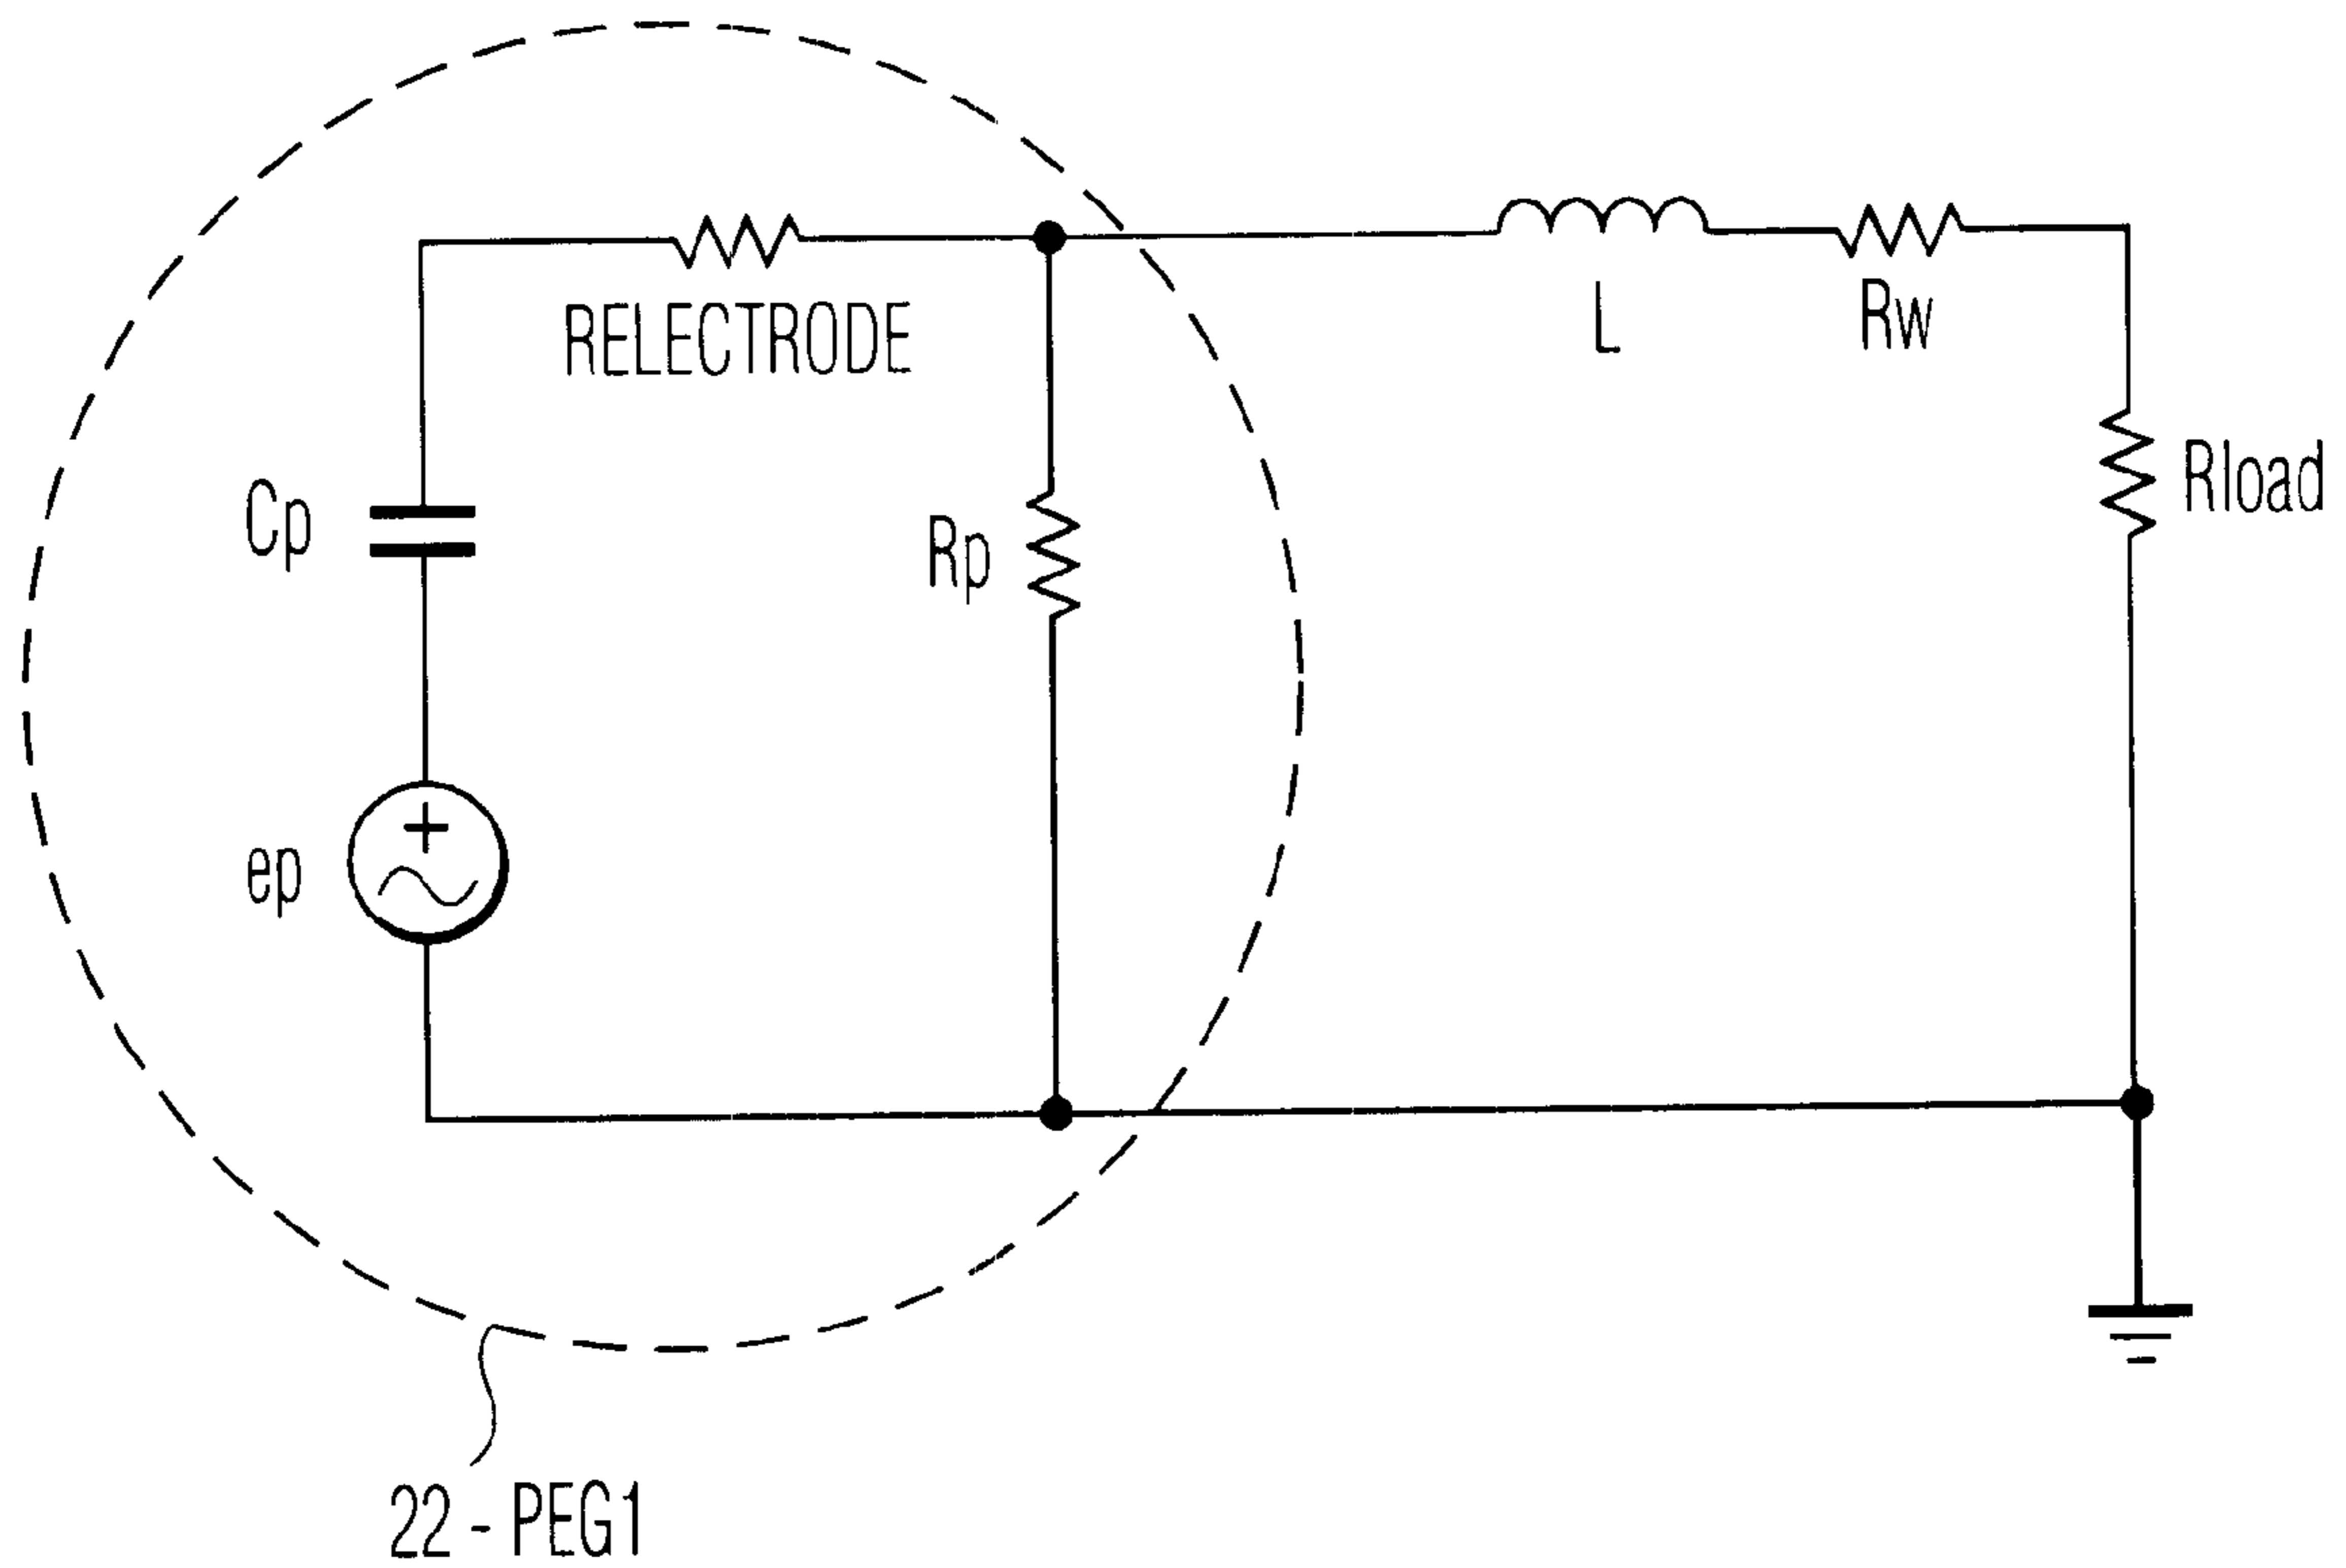 RELECTRODE
L
Rw
Cp
Rp
Rload
+
ep
22 - PEG1